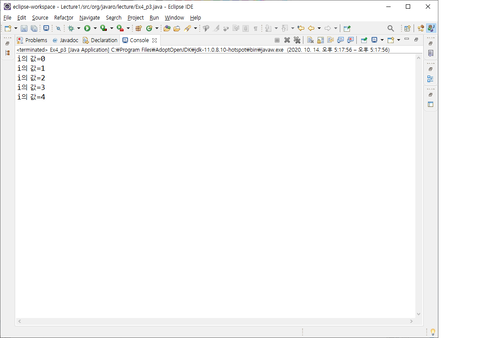 eclipse-workspace - Lecture1/src/org/javaro/lecture/Ex4_p3.java - Eclipse IDE
File Edit Source Refactor Navigate Search Project Run Window Help
Problems Javadoc Declaration Console
<terminated> Ex4_p3 [Java Application] C:₩Program Files₩AdoptOpenJDK₩jdk-11.0.8.10-hotspot₩bin₩javaw.exe (2020. 10. 14. 오후 5:17:56 – 오후 5:17:56)
i의 값=0
i의 값=1
i의 값=2
i의 값=3
i의 값=4